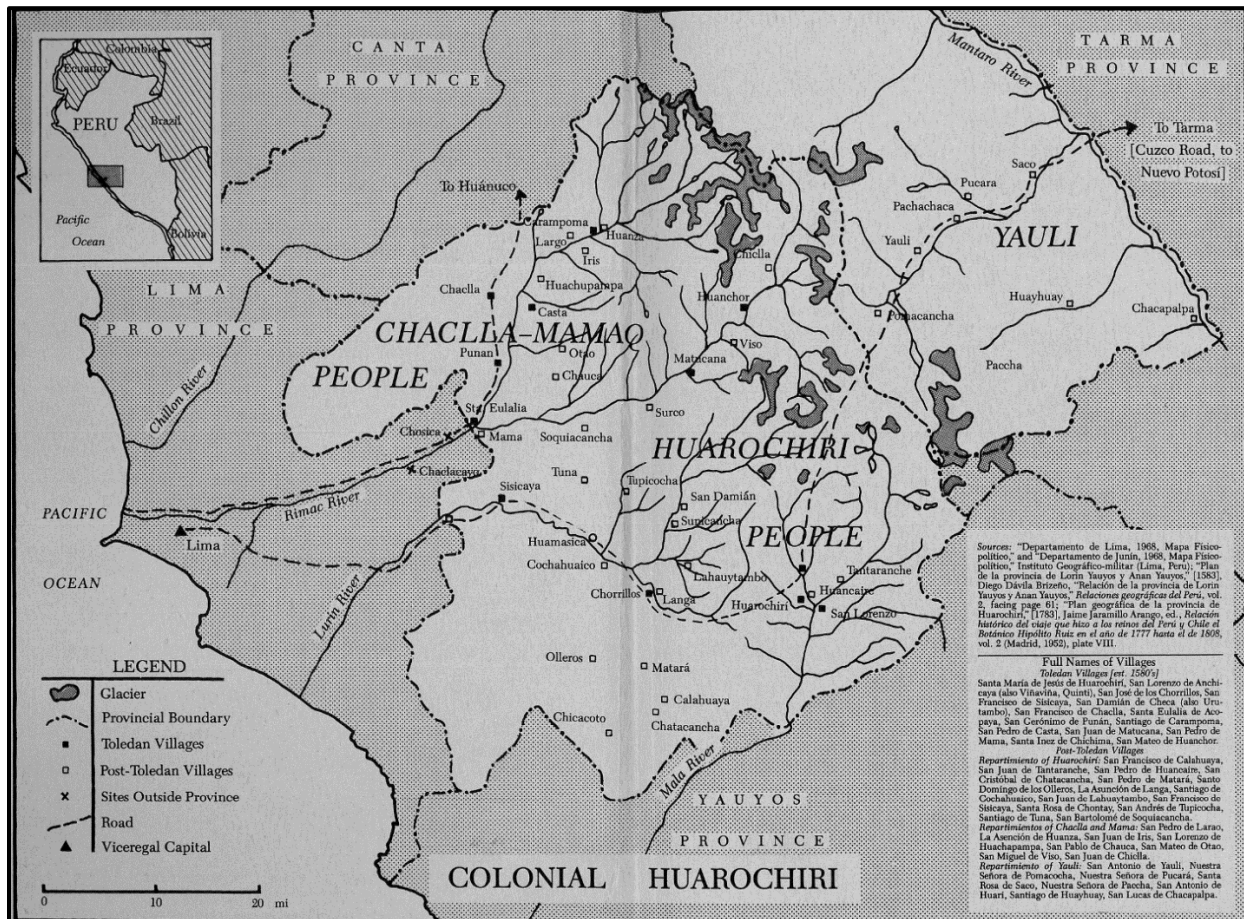 Colombia
Ecuador
PERU
Brazil
Pacific
Ocean
Bolivia
CANTA
PROVINCE
TARMA
PROVINCE
Mantaro River
To Tarma
[Cuzco Road, to
Nuevo Potosí]
Saco
Pucara
Pachachaca
YAULI
Yauli
To Huánuco
Carampoma
Huanza
Largo
Iris
Chiclla
Huachupampa
Chaclla
Huanchor
Huayhuay
Chacapalpa
Pomacancha
LIMA
PROVINCE
Casta
CHACLLA–MAMAQ
PEOPLE
Otao
Viso
Punan
Matucana
Chauca
Paccha
Chillon River
Sta. Eulalia
Surco
Chosica
Mama
Soquiacancha
HUAROCHIRI
PEOPLE
Chaclacayo
Tuna
Tupicocha
Sisicaya
San Damián
Supicancha
PACIFIC
OCEAN
Rimac River
Lima
Huamasica
Cochahuaico
Lahauytambo
Tantaranche
Chorrillos
Langa
Huancaire
Huarochirí
San Lorenzo
Lurin River
Olleros
Matará
Calahuaya
Chicacoto
Chatacancha
Mala River
YAUYOS
PROVINCE
LEGEND
Glacier
Provincial Boundary
Toledan Villages
Post-Toledan Villages
Sites Outside Province
Road
Viceregal Capital
0 10 20 mi
COLONIAL HUAROCHIRI
Sources: "Departamento de Lima, 1968, Mapa Físico-
político," and "Departamento de Junín, 1968, Mapa Físico-
político," Instituto Geográfico-militar (Lima, Peru); "Plan
de la provincia de Lorin Yauyos y Anan Yauyos," [1583],
Diego Dávila Brizeño, "Relación de la provincia de Lorin
Yauyos y Anan Yauyos," Relaciones geográficas del Perú, vol.
2, facing page 61; "Plan geográfica de la provincia de
Huarochirí," [1783], Jaime Jaramillo Arango, ed., Relación
histórico del viaje que hizo a los reinos del Perú y Chile el
Botánico Hipólito Ruiz en el año de 1777 hasta el de 1808,
vol. 2 (Madrid, 1952), plate VIII.
Full Names of Villages
Toledan Villages [est. 1580's]
Santa María de Jesús de Huarochirí, San Lorenzo de Anchi-
caya (also Viñaviña, Quinti), San José de los Chorrillos, San
Francisco de Sisicaya, San Damián de Checa (also Uru-
tambo), San Francisco de Chaclla, Santa Eulalia de Aco-
paya, San Gerónimo de Punán, Santiago de Carampoma,
San Pedro de Casta, San Juan de Matucana, San Pedro de
Mama, Santa Inez de Chichima, San Mateo de Huanchor.
Post-Toledan Villages
Repartimiento of Huarochirí: San Francisco de Calahuaya,
San Juan de Tantaranche, San Pedro de Huancaire, San
Cristóbal de Chatacancha, San Pedro de Matará, Santo
Domingo de los Olleros, La Asunción de Langa, Santiago de
Cochahuaico, San Juan de Lahuaytambo, San Francisco de
Sisicaya, Santa Rosa de Chontay, San Andrés de Tupicocha,
Santiago de Tuna, San Bartolomé de Soquiacancha.
Repartimientos of Chaclla and Mama: San Pedro de Larao,
La Asención de Huanza, San Juan de Iris, San Lorenzo de
Huachapampa, San Pablo de Chauca, San Mateo de Otao,
San Miguel de Viso, San Juan de Chiclla.
Repartimiento of Yauli: San Antonio de Yauli, Nuestra
Señora de Pomacocha, Nuestra Señora de Pucará, Santa
Rosa de Saco, Nuestra Señora de Paccha, San Antonio de
Huari, Santiago de Huayhuay, San Lucas de Chacapalpa.